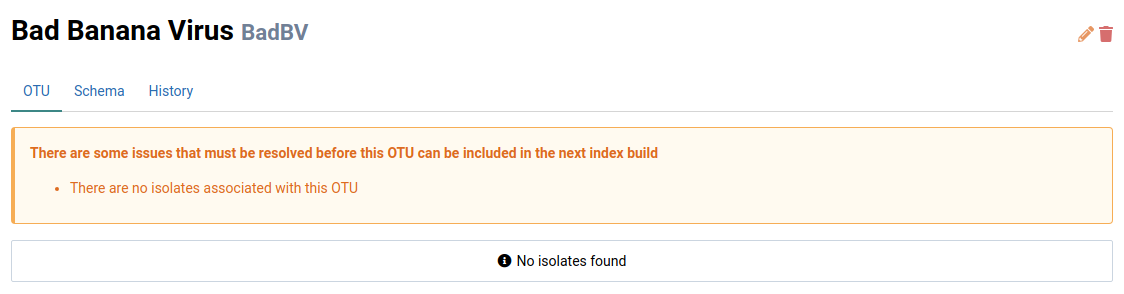 Bad Banana Virus BadBV
OTU Schema History
There are some issues that must be resolved before this OTU can be included in the next index build
• There are no isolates associated with this OTU
No isolates found